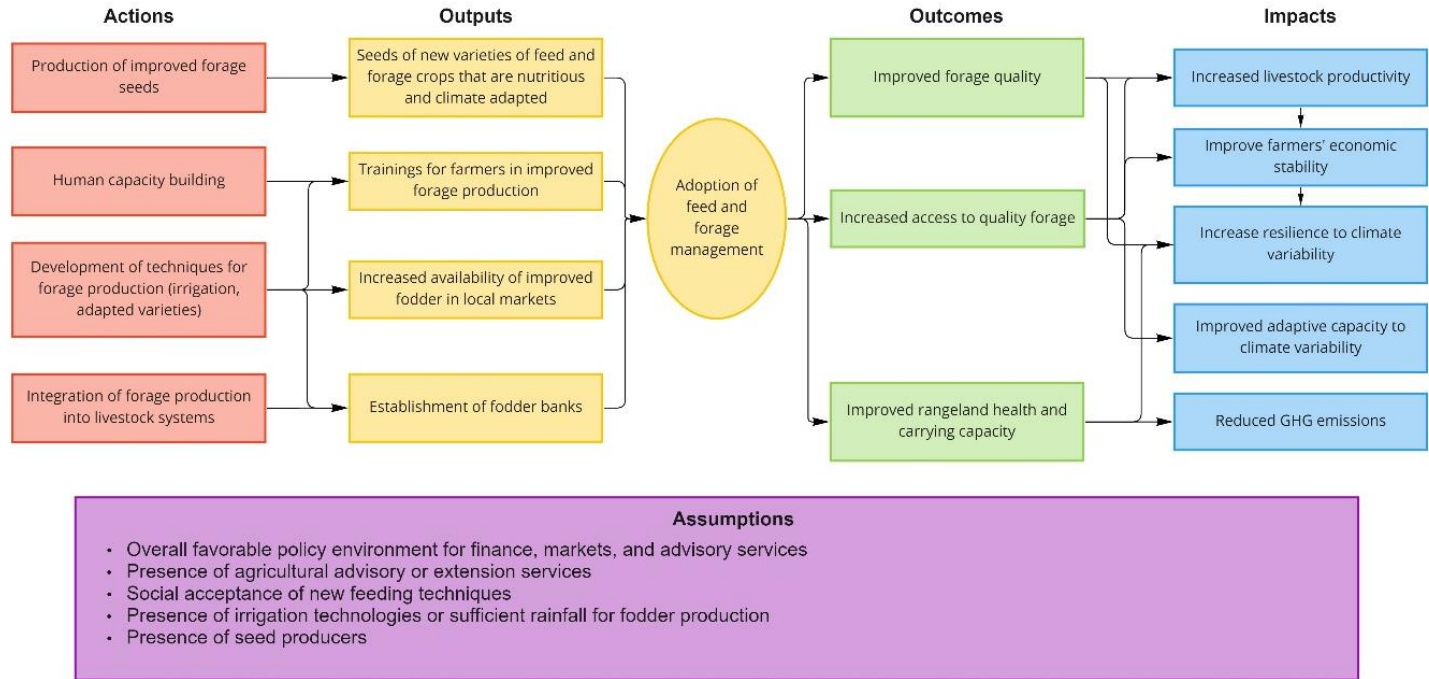 Actions
Outputs
Outcomes
Impacts
Production of improved forage
seeds
Human capacity building
Development of techniques for
forage production (irrigation,
adapted varieties)
Integration of forage production
into livestock systems
Seeds of new varieties of feed and
forage crops that are nutritious
and climate adapted
Trainings for farmers in improved
forage production
Increased availability of improved
fodder in local markets
Establishment of fodder banks
Adoption of
feed and
forage
management
Improved forage quality
Increased access to quality forage
Improved rangeland health and
carrying capacity
Increased livestock productivity
Improve farmers' economic
stability
Increase resilience to climate
variability
Improved adaptive capacity to
climate variability
Reduced GHG emissions
Assumptions
• Overall favorable policy environment for finance, markets, and advisory services
• Presence of agricultural advisory or extension services
• Social acceptance of new feeding techniques
• Presence of irrigation technologies or sufficient rainfall for fodder production
• Presence of seed producers